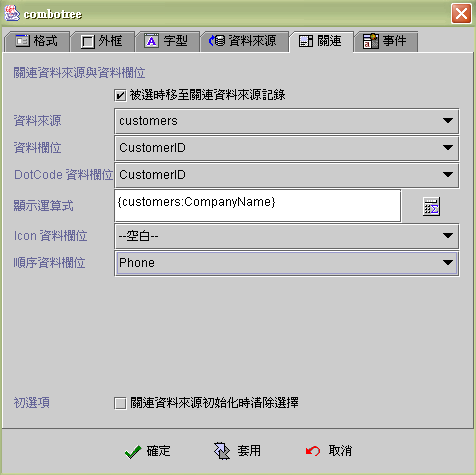 combotree
格式 外框 字型 資料來源 關連 事件
關連資料來源與資料欄位
被選時移至關連資料來源記錄
資料來源 customers
資料欄位 CustomerID
DotCode 資料欄位 CustomerID
顯示運算式 {customers:CompanyName}
Icon 資料欄位 --空白--
順序資料欄位 Phone
初選項 關連資料來源初始化時清除選擇
確定 套用 取消